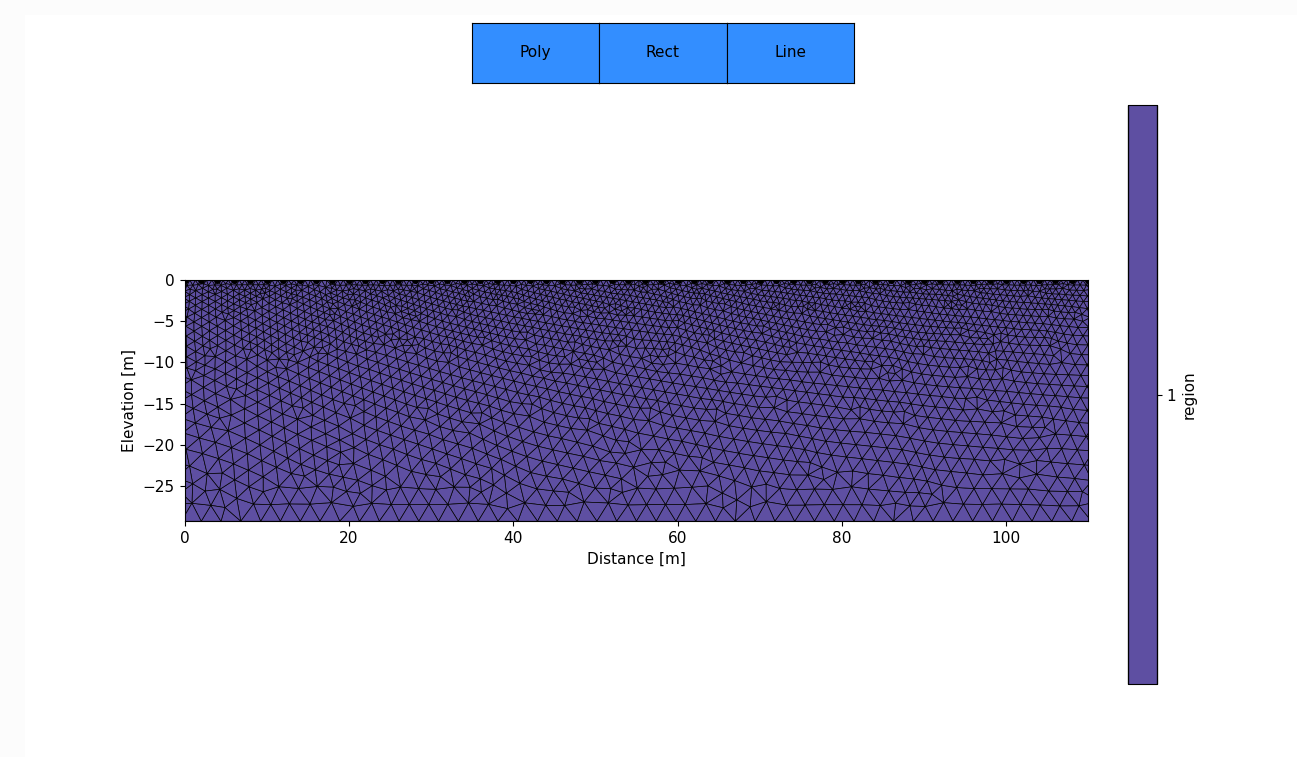 Poly Rect Line
0
−5
−10
−15
−20
−25
Elevation [m]
0 20 40 60 80 100
Distance [m]
1
region